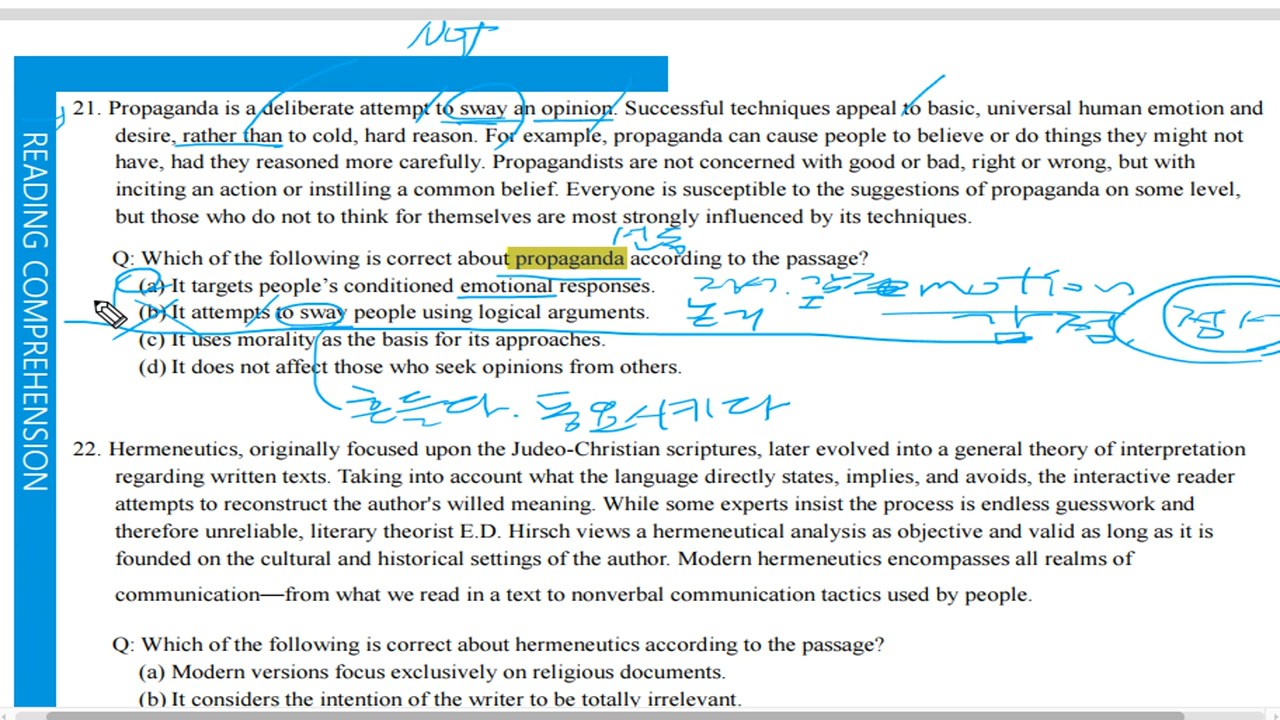 NOT
21. Propaganda is a deliberate attempt to sway an opinion. Successful techniques appeal to basic, universal human emotion and
desire, rather than to cold, hard reason. For example, propaganda can cause people to believe or do things they might not
have, had they reasoned more carefully. Propagandists are not concerned with good or bad, right or wrong, but with
inciting an action or instilling a common belief. Everyone is susceptible to the suggestions of propaganda on some level,
but those who do not to think for themselves are most strongly influenced by its techniques.
선동
Q: Which of the following is correct about propaganda according to the passage?
(a) It targets people's conditioned emotional responses.
emotion
(b) It attempts to sway people using logical arguments.
논리
감정
(c) It uses morality as the basis for its approaches.
(d) It does not affect those who seek opinions from others.
흔들다. 동요시키다
22. Hermeneutics, originally focused upon the Judeo-Christian scriptures, later evolved into a general theory of interpretation
regarding written texts. Taking into account what the language directly states, implies, and avoids, the interactive reader
attempts to reconstruct the author's willed meaning. While some experts insist the process is endless guesswork and
therefore unreliable, literary theorist E.D. Hirsch views a hermeneutical analysis as objective and valid as long as it is
founded on the cultural and historical settings of the author. Modern hermeneutics encompasses all realms of
communication—from what we read in a text to nonverbal communication tactics used by people.
Q: Which of the following is correct about hermeneutics according to the passage?
(a) Modern versions focus exclusively on religious documents.
(b) It considers the intention of the writer to be totally irrelevant.
READING COMPREHENSION